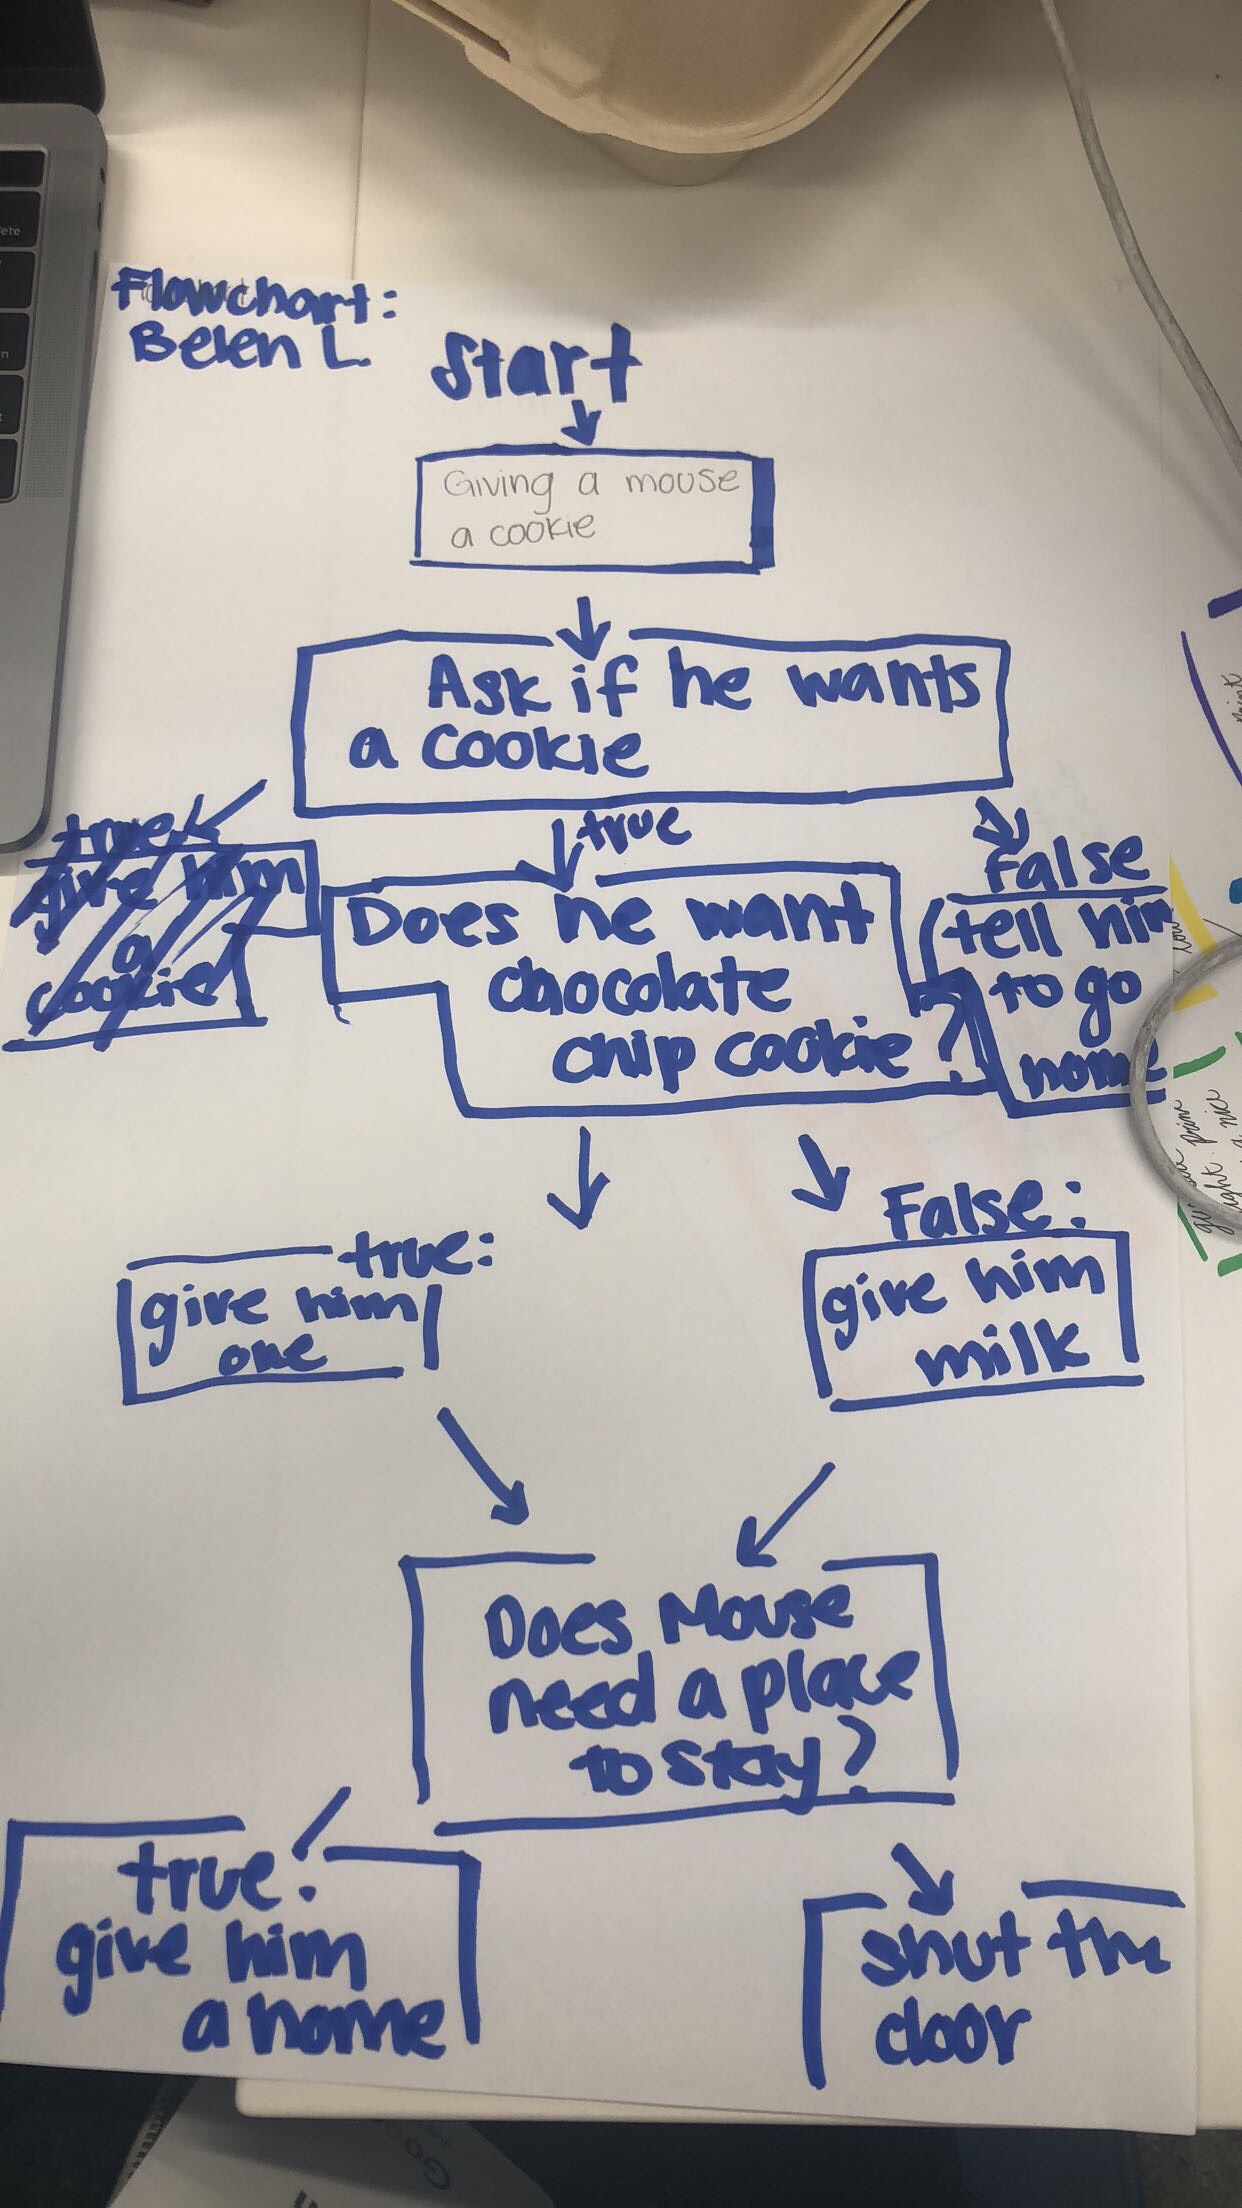 Flowchart:
Belen L.
Start
Giving a mouse
a cookie
Ask if he wants
a cookie
true
give him
a
cookie
true
Does he want
chocolate
chip cookie?
False
tell him
to go
home
true:
give him
one
False:
give him
milk
Does Mouse
need a place
to stay?
true:
give him
a home
shut the
door